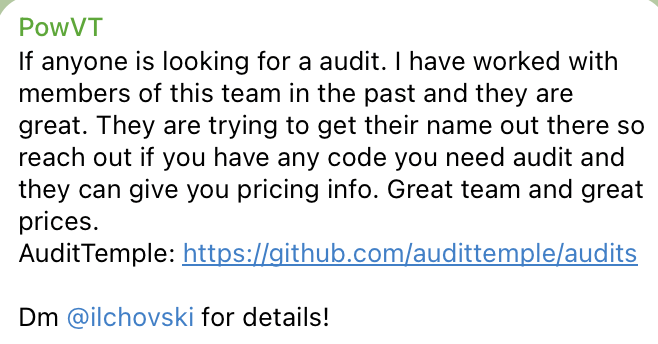 PowVT
If anyone is looking for a audit. I have worked with
members of this team in the past and they are
great. They are trying to get their name out there so
reach out if you have any code you need audit and
they can give you pricing info. Great team and great
prices.
AuditTemple: https://github.com/audittemple/audits
Dm @ilchovski for details!